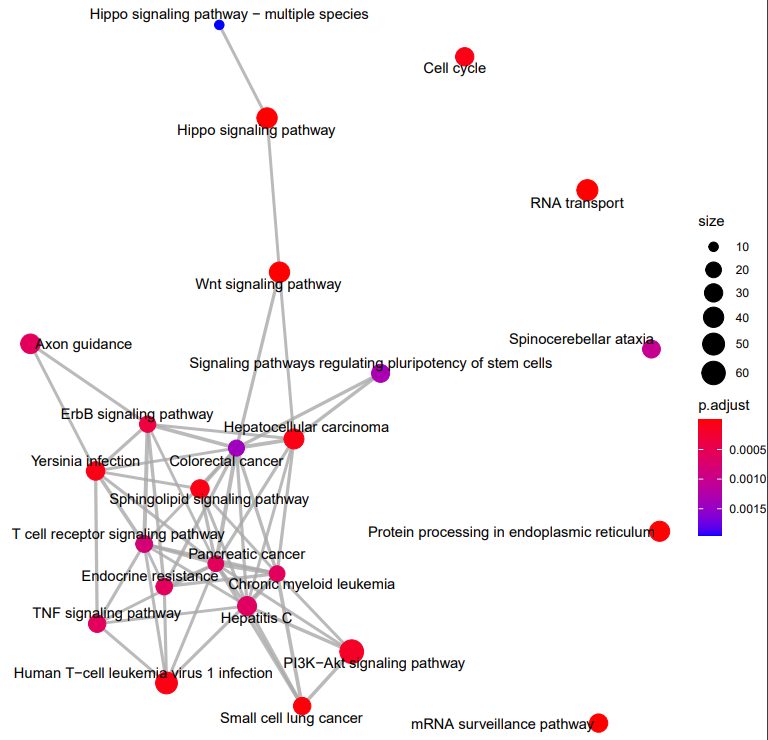 Hippo signaling pathway − multiple species
Cell cycle
Hippo signaling pathway
RNA transport
size
10
20
30
40
50
60
Wnt signaling pathway
Spinocerebellar ataxia
Axon guidance
Signaling pathways regulating pluripotency of stem cells
p.adjust
0.0005
0.0010
0.0015
ErbB signaling pathway
Hepatocellular carcinoma
Yersinia infection
Colorectal cancer
Sphingolipid signaling pathway
Protein processing in endoplasmic reticulum
T cell receptor signaling pathway
Pancreatic cancer
Endocrine resistance
Chronic myeloid leukemia
TNF signaling pathway
Hepatitis C
PI3K−Akt signaling pathway
Human T−cell leukemia virus 1 infection
Small cell lung cancer
mRNA surveillance pathway